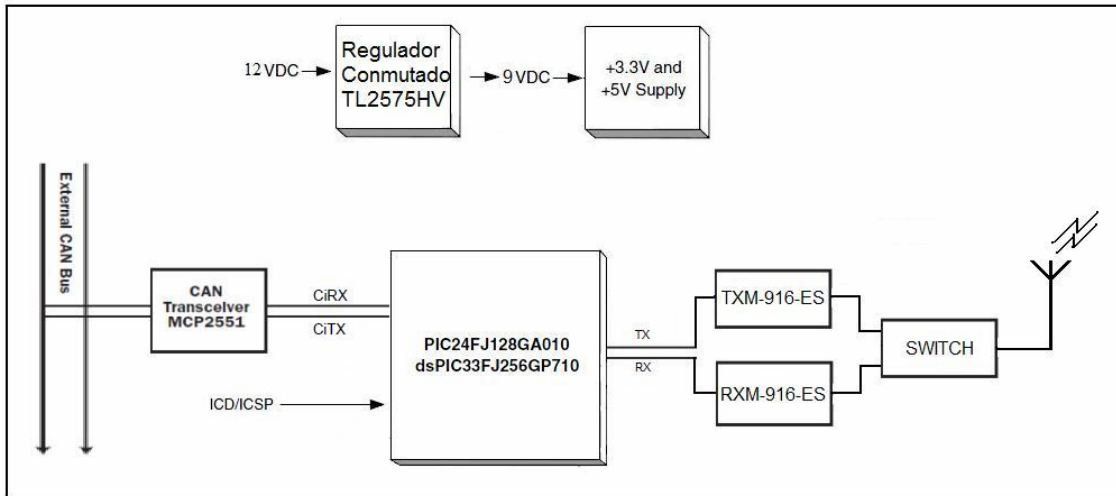 12 VDC
Regulador
Conmutado
TL2575HV
9 VDC
+3.3V and
+5V Supply
External CAN Bus
CAN
Transceiver
MCP2551
CiRX
CiTX
ICD/ICSP
PIC24FJ128GA010
dsPIC33FJ256GP710
TX
RX
TXM-916-ES
RXM-916-ES
SWITCH